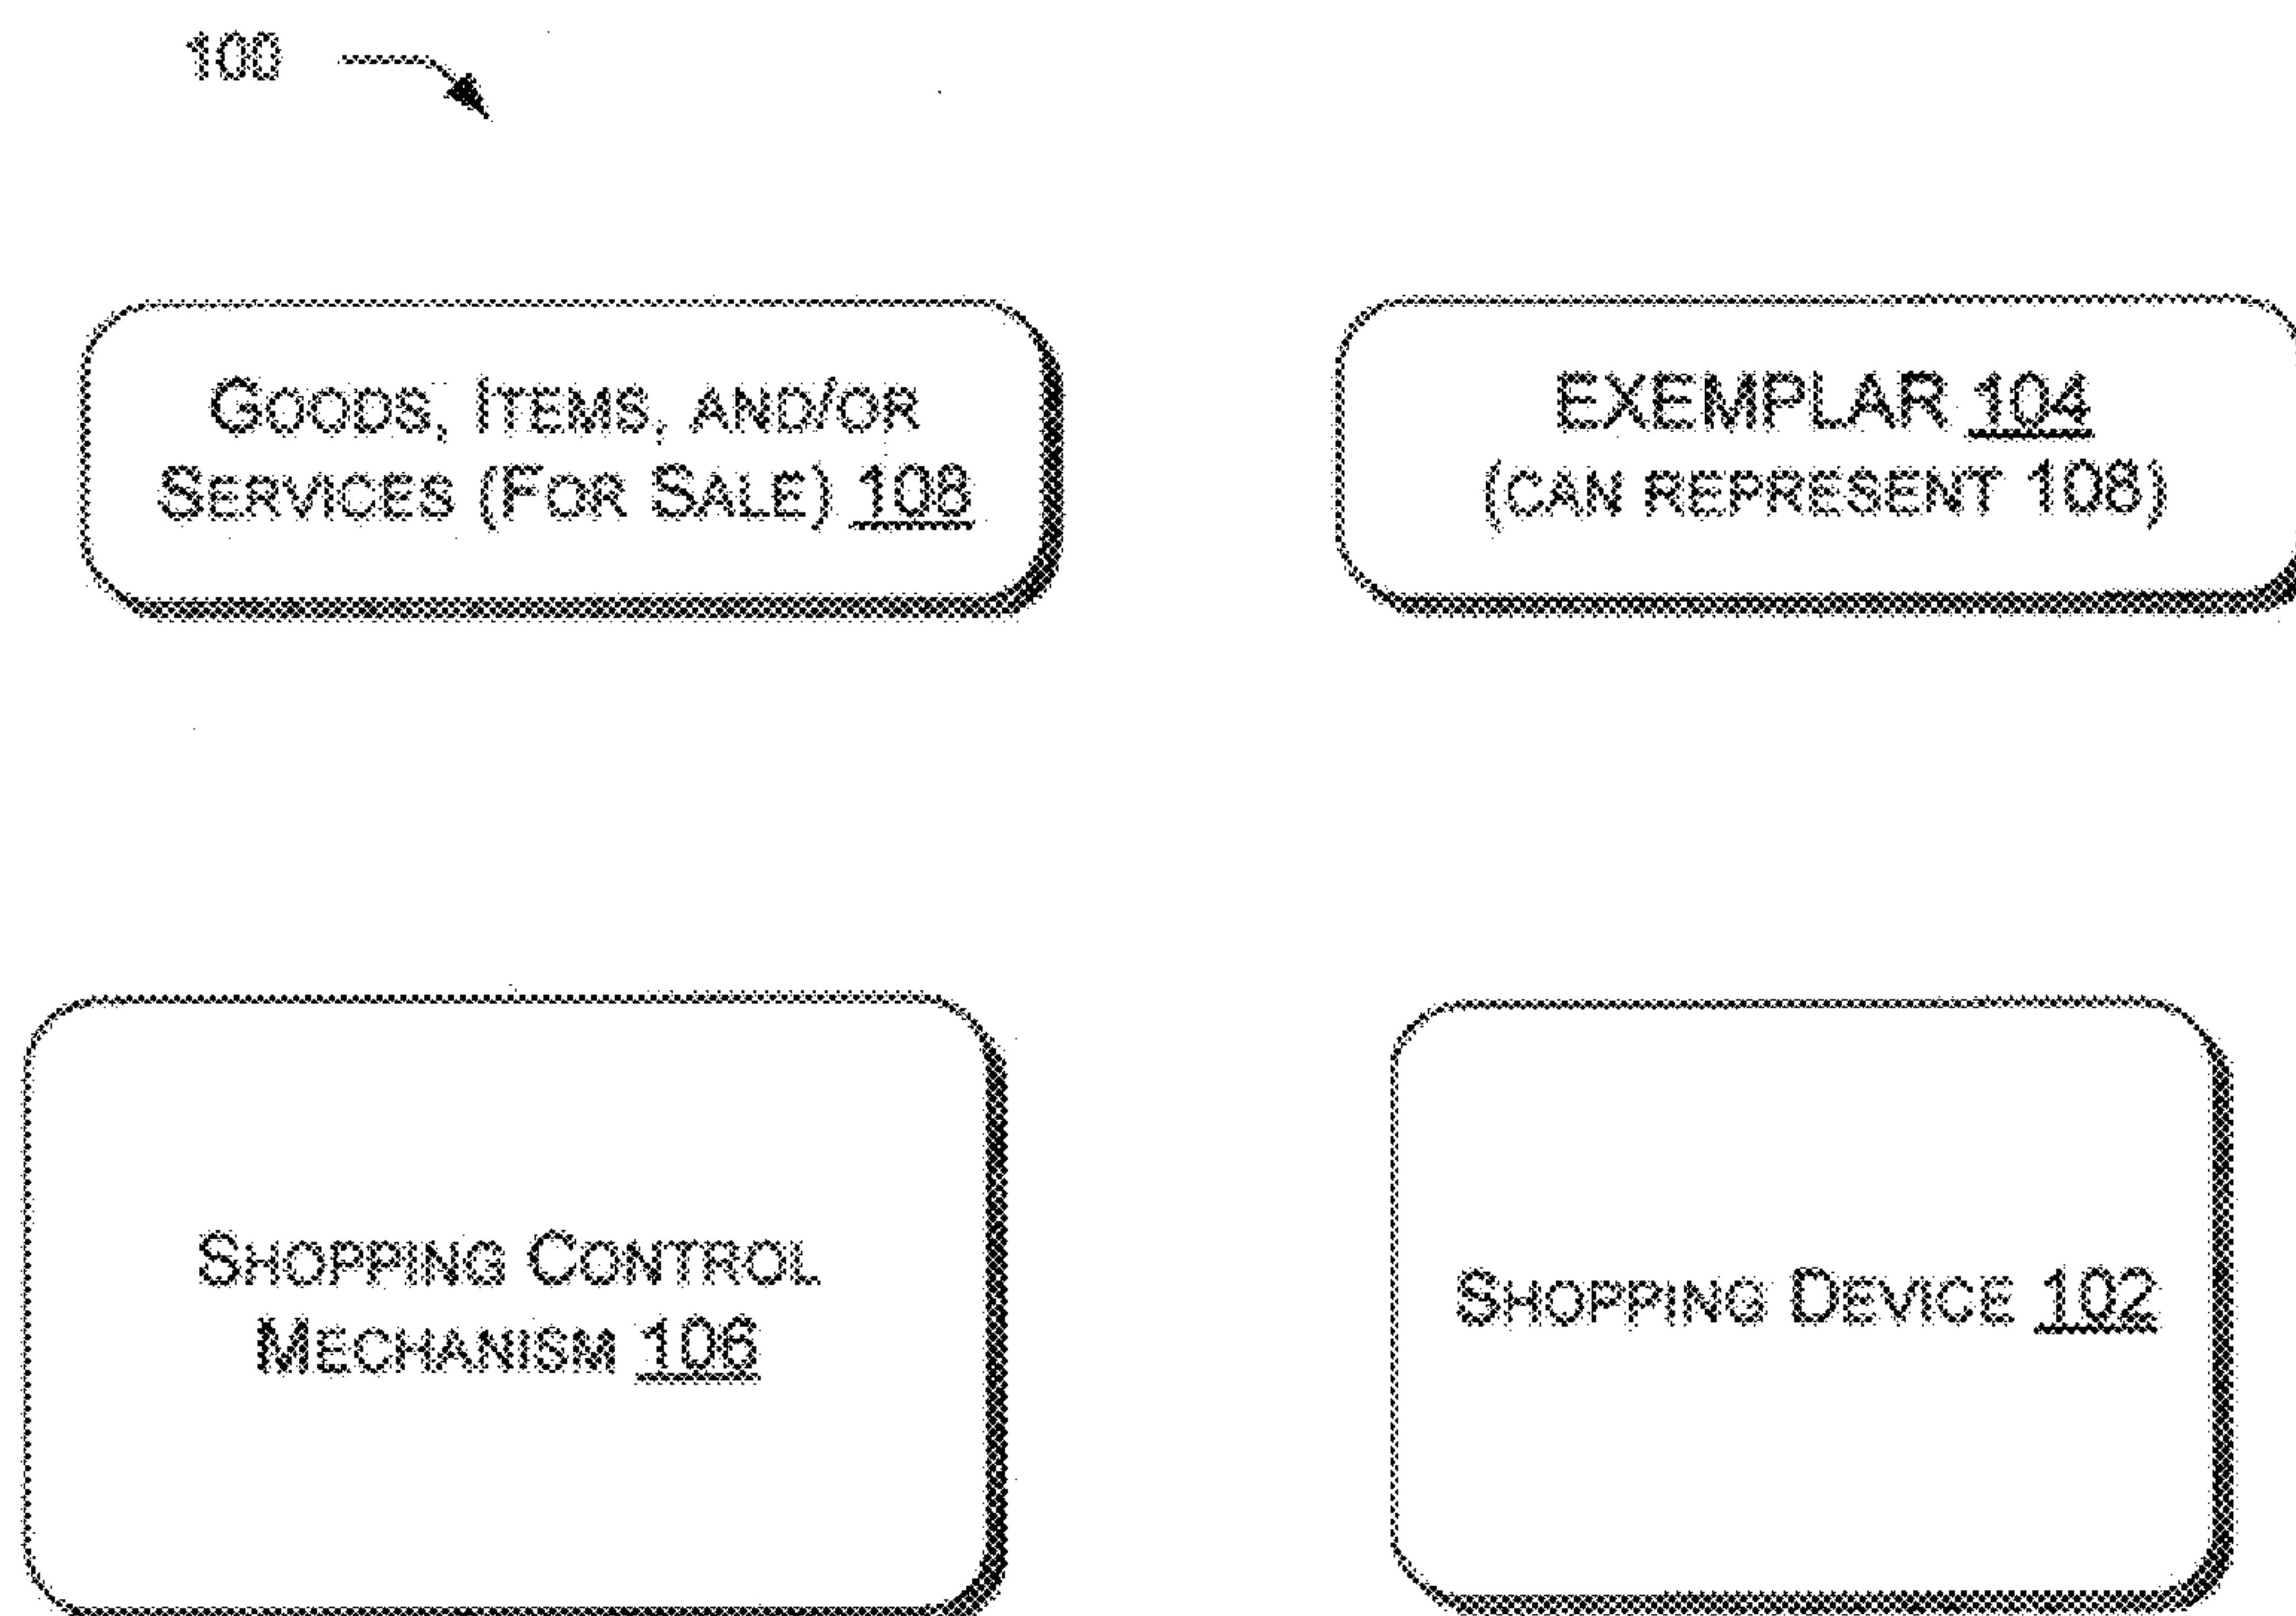 100
GOODS, ITEMS, AND/OR
SERVICES (FOR SALE) 108
EXEMPLAR 104
(CAN REPRESENT 108)
SHOPPING CONTROL
MECHANISM 106
SHOPPING DEVICE 102